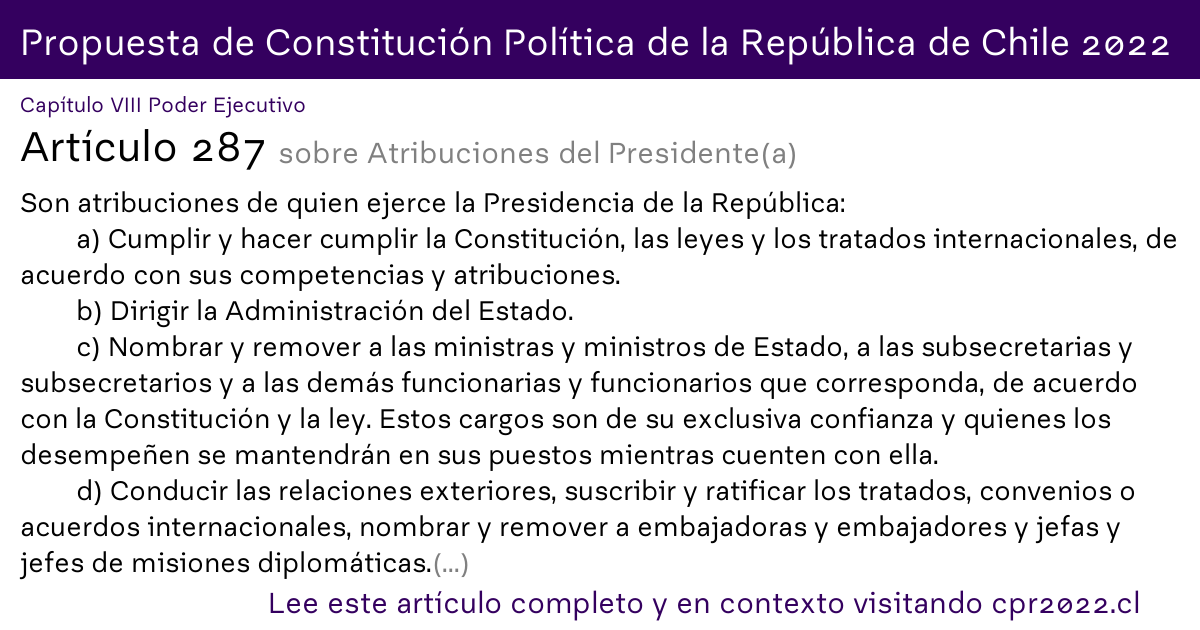 Propuesta de Constitución Política de la República de Chile 2022
Capítulo VIII Poder Ejecutivo
Artículo 287 sobre Atribuciones del Presidente(a)
Son atribuciones de quien ejerce la Presidencia de la República:
a) Cumplir y hacer cumplir la Constitución, las leyes y los tratados internacionales, de
acuerdo con sus competencias y atribuciones.
b) Dirigir la Administración del Estado.
c) Nombrar y remover a las ministras y ministros de Estado, a las subsecretarias y
subsecretarios y a las demás funcionarias y funcionarios que corresponda, de acuerdo
con la Constitución y la ley. Estos cargos son de su exclusiva confianza y quienes los
desempeñen se mantendrán en sus puestos mientras cuenten con ella.
d) Conducir las relaciones exteriores, suscribir y ratificar los tratados, convenios o
acuerdos internacionales, nombrar y remover a embajadoras y embajadores y jefas y
jefes de misiones diplomáticas.(...)
Lee este artículo completo y en contexto visitando cpr2022.cl